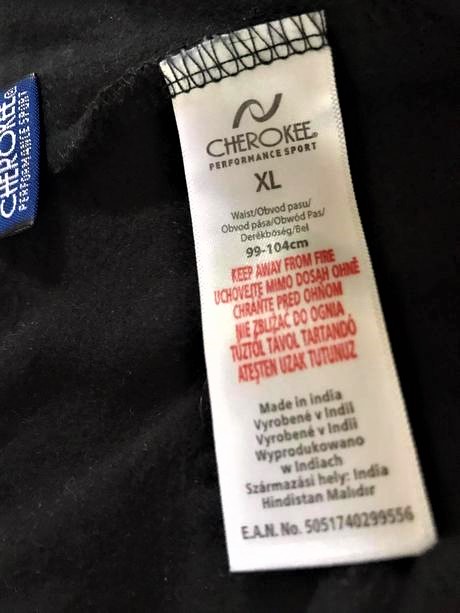 CHEROKEE®
PERFORMANCE SPORT
CHEROKEE®
PERFORMANCE SPORT
XL
Waist/Obvod pasu/
Obvod pása/Obwód Pas/
Derékbőség/Bel
99-104cm
KEEP AWAY FROM FIRE
UCHOVEJTE MIMO DOSAH OHNĚ
CHRÁŇTE PRED OHŇOM
NIE ZBLIŻAĆ DO OGNIA
TŰZTŐL TÁVOL TARTANDÓ
ATEŞTEN UZAK TUTUNUZ
Made in india
Vyrobené v Indii
Vyrobené v Indii
Wyprodukowano
w Indiach
Származási hely: India
Hindistan Malıdır
E.A.N. No. 5051740299556